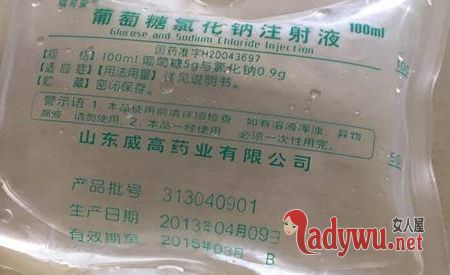 葡萄糖氯化钠注射液 100ml
Glucose and Sodium Chloride Injection
国药准字H20043697
规格:100ml:葡萄糖5g与氯化钠0.9g
【适应症】【用法用量】详见说明书。
贮藏:密闭保存。
警示语:1、本品使用前请详细检查 如有溶液浑浊、异物
请勿使用。2、本品一经使用 必须一次性用完。
山东威高药业有限公司
产品批号 313040901
生产日期 2013年04月09日
有效期至 2015年03月 B
50
女人屋
ladywu.net